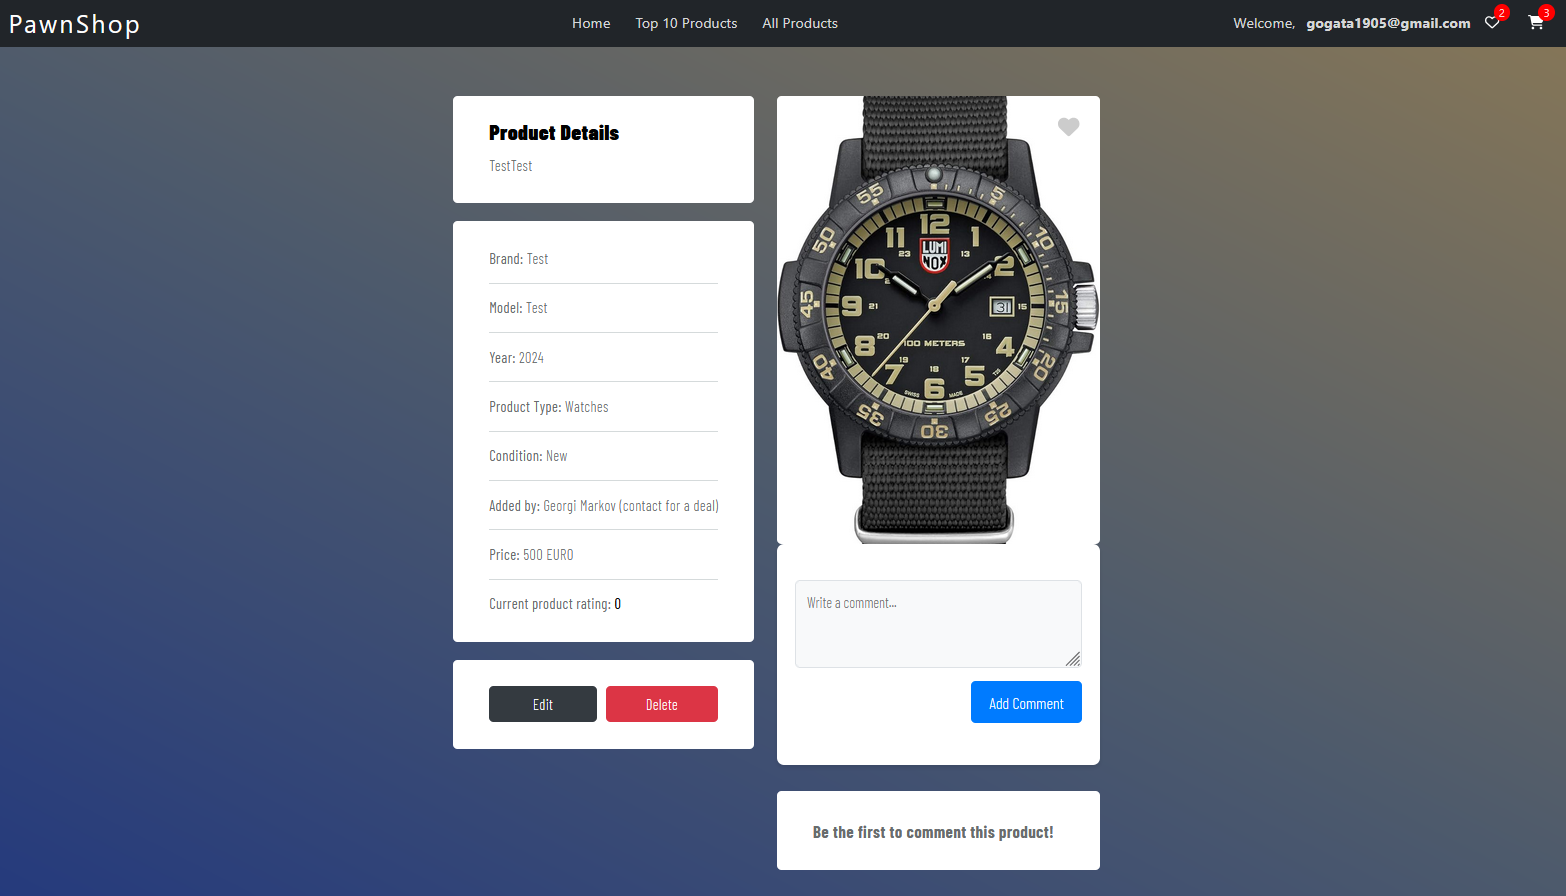 PawnShop
Home
Top 10 Products
All Products
Welcome, gogata1905@gmail.com
2
3
Product Details
TestTest
Brand: Test
Model: Test
Year: 2024
Product Type: Watches
Condition: New
Added by: Georgi Markov (contact for a deal)
Price: 500 EURO
Current product rating: 0
Edit
Delete
55
5
50
10
45
15
40
20
35
25
30
12
11
1
10
2
9
8
4
7
5
6
23
13
21
15
20
16
19
17
18
LUMI
NOX
31
100 METERS
SWISS
MADE
Write a comment...
Add Comment
Be the first to comment this product!